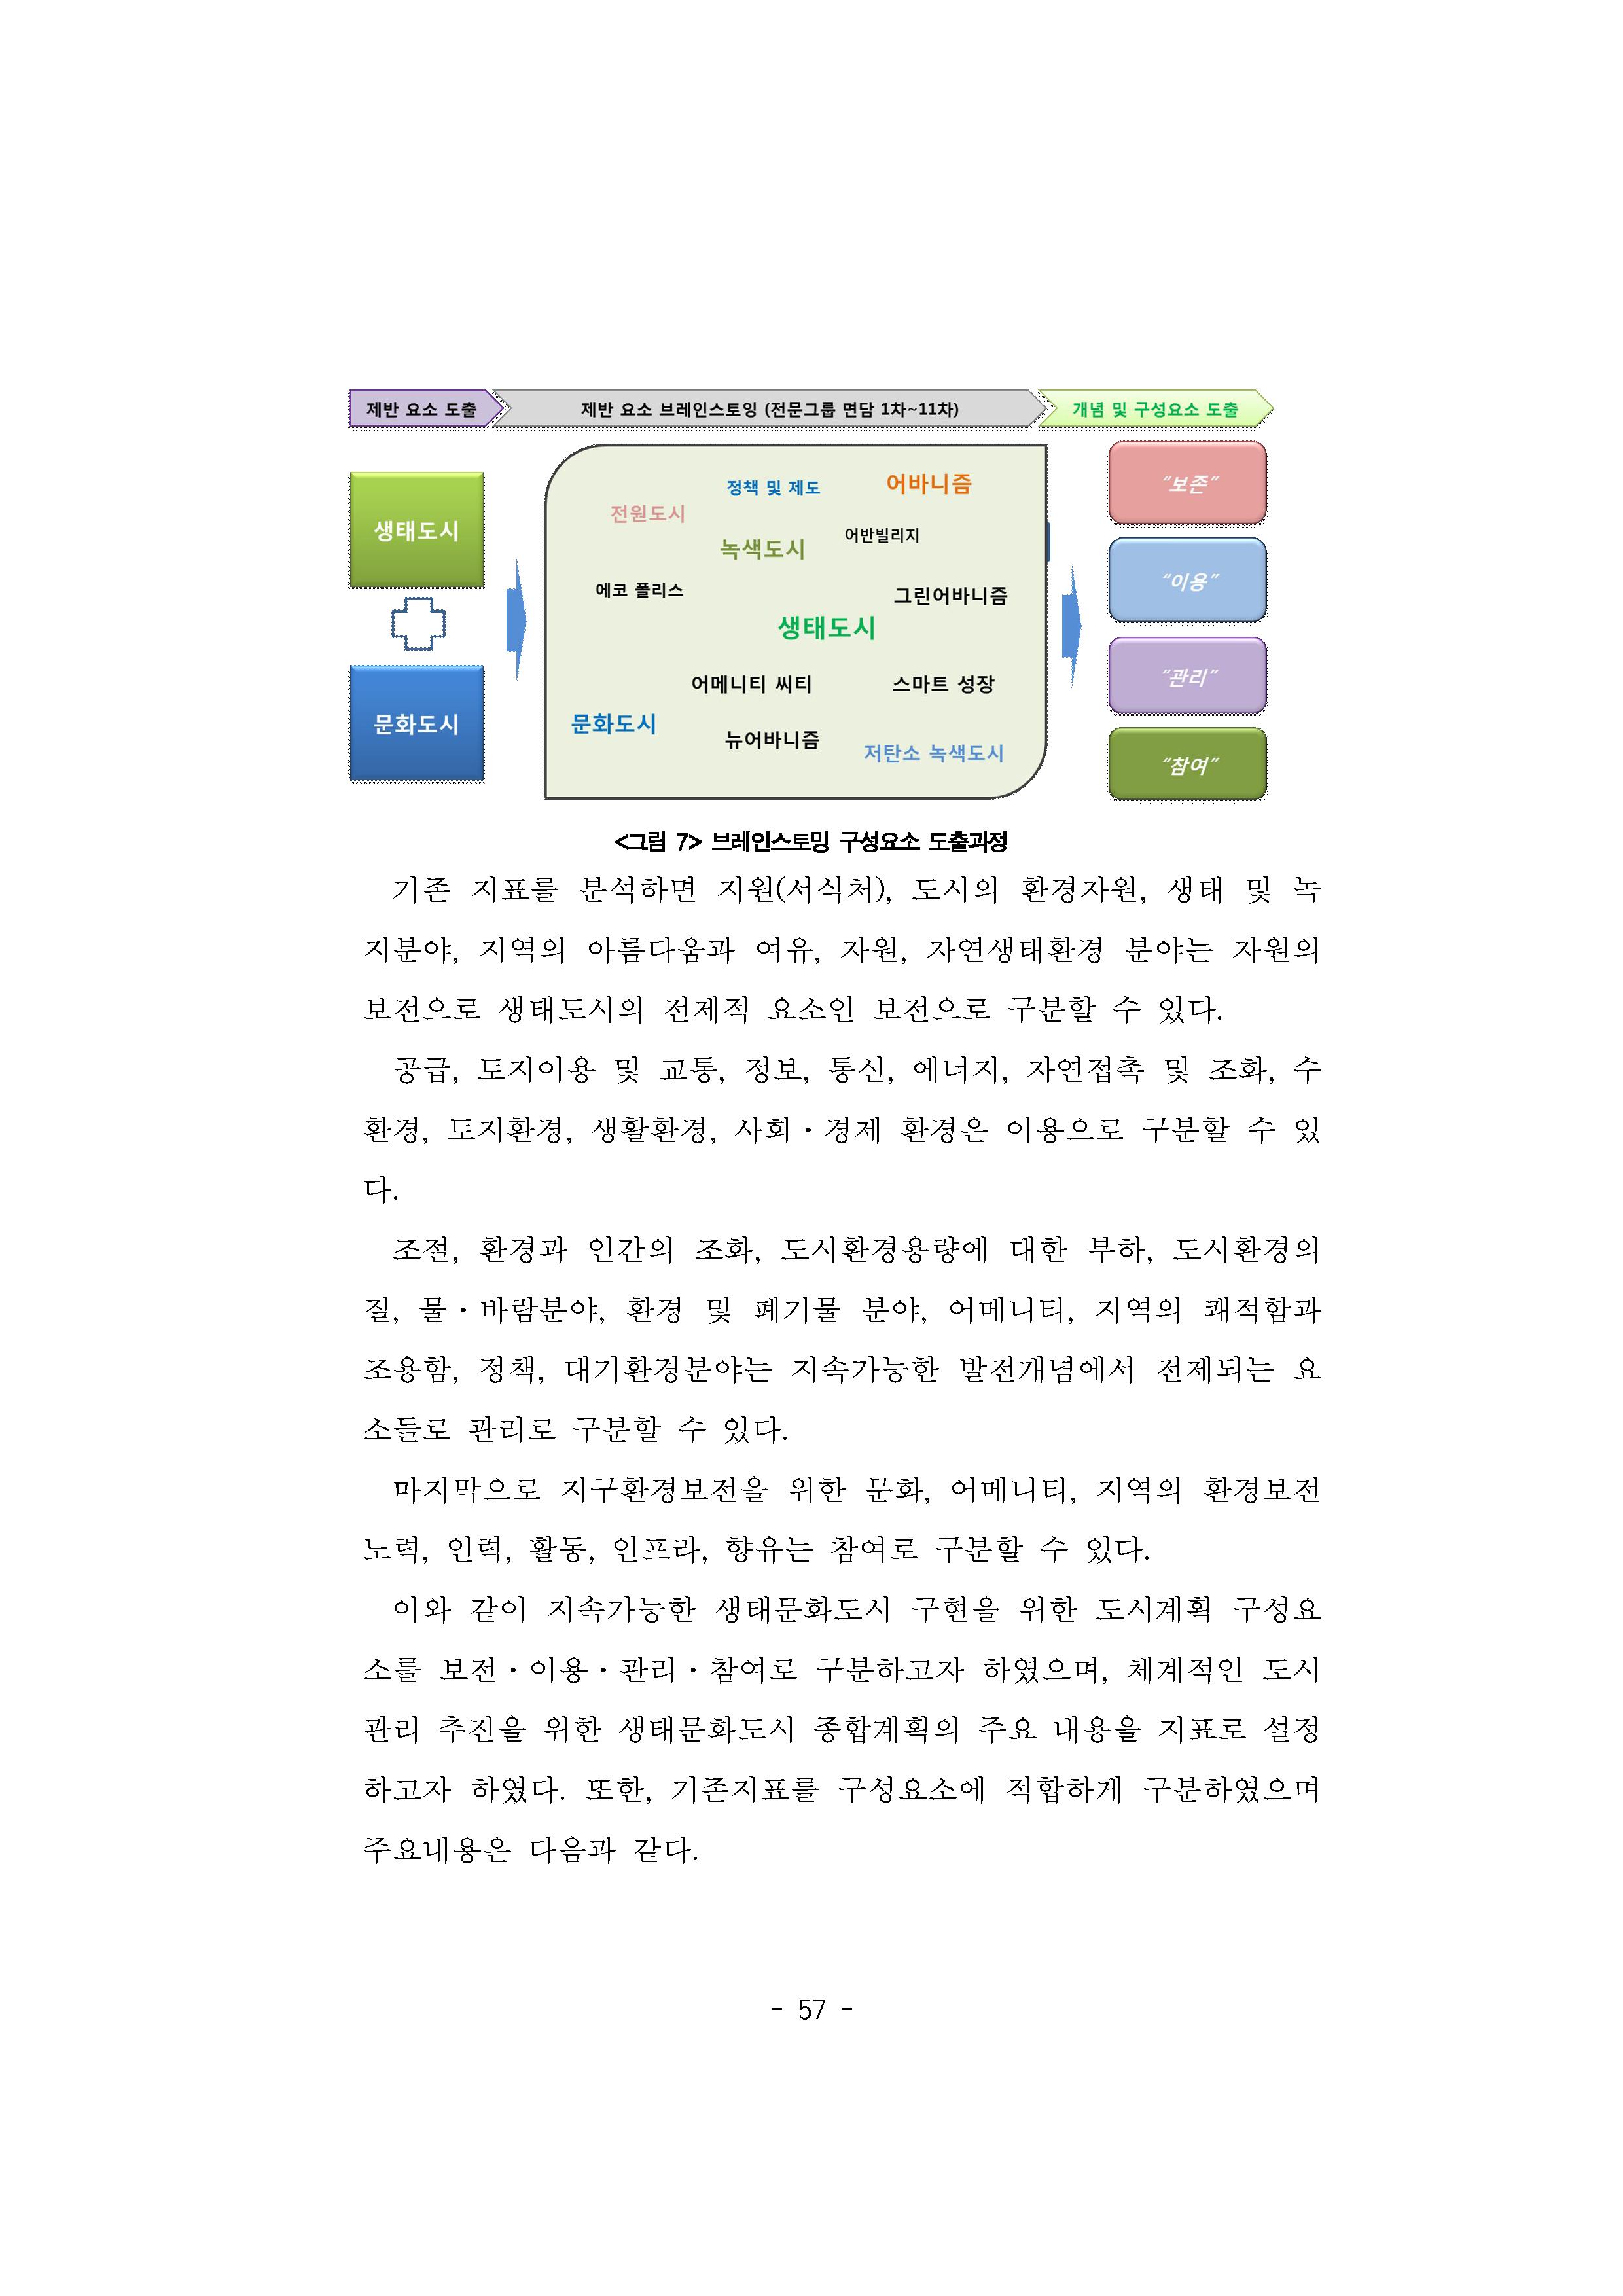 제반 요소 도출
제반 요소 브레인스토잉 (전문그룹 면담 1차~11차)
개념 및 구성요소 도출
생태도시
문화도시
정책 및 제도
어바니즘
전원도시
어반빌리지
녹색도시
에코 폴리스
그린어바니즘
생태도시
어메니티 씨티
스마트 성장
문화도시
뉴어바니즘
저탄소 녹색도시
“보존”
“이용”
“관리”
“참여”
<그림 7> 브레인스토밍 구성요소 도출과정
기존 지표를 분석하면 지원(서식처), 도시의 환경자원, 생태 및 녹
지분야, 지역의 아름다움과 여유, 자원, 자연생태환경 분야는 자원의
보전으로 생태도시의 전제적 요소인 보전으로 구분할 수 있다.
공급, 토지이용 및 교통, 정보, 통신, 에너지, 자연접촉 및 조화, 수
환경, 토지환경, 생활환경, 사회・경제 환경은 이용으로 구분할 수 있
다.
조절, 환경과 인간의 조화, 도시환경용량에 대한 부하, 도시환경의
질, 물・바람분야, 환경 및 폐기물 분야, 어메니티, 지역의 쾌적함과
조용함, 정책, 대기환경분야는 지속가능한 발전개념에서 전제되는 요
소들로 관리로 구분할 수 있다.
마지막으로 지구환경보전을 위한 문화, 어메니티, 지역의 환경보전
노력, 인력, 활동, 인프라, 향유는 참여로 구분할 수 있다.
이와 같이 지속가능한 생태문화도시 구현을 위한 도시계획 구성요
소를 보전・이용・관리・참여로 구분하고자 하였으며, 체계적인 도시
관리 추진을 위한 생태문화도시 종합계획의 주요 내용을 지표로 설정
하고자 하였다. 또한, 기존지표를 구성요소에 적합하게 구분하였으며
주요내용은 다음과 같다.
- 57 -